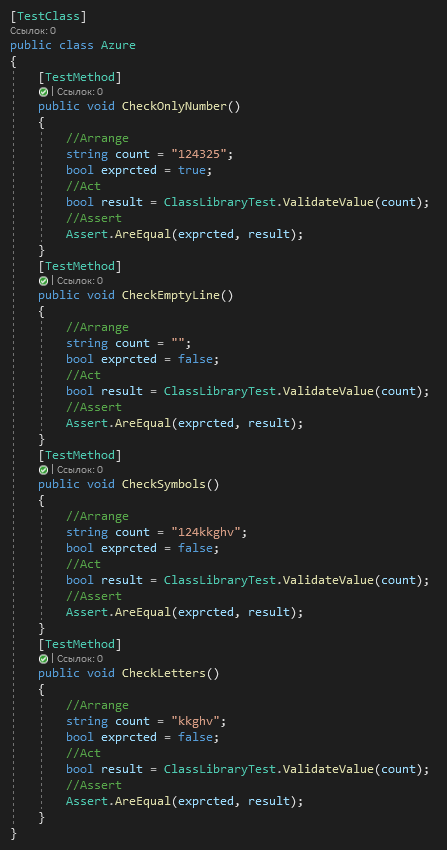 [TestClass]
Ссылок: 0
public class Azure
{
[TestMethod]
| Ссылок: 0
public void CheckOnlyNumber()
{
//Arrange
string count = "124325";
bool exprcted = true;
//Act
bool result = ClassLibraryTest.ValidateValue(count);
//Assert
Assert.AreEqual(exprcted, result);
}
[TestMethod]
| Ссылок: 0
public void CheckEmptyLine()
{
//Arrange
string count = "";
bool exprcted = false;
//Act
bool result = ClassLibraryTest.ValidateValue(count);
//Assert
Assert.AreEqual(exprcted, result);
}
[TestMethod]
| Ссылок: 0
public void CheckSymbols()
{
//Arrange
string count = "124kkghv";
bool exprcted = false;
//Act
bool result = ClassLibraryTest.ValidateValue(count);
//Assert
Assert.AreEqual(exprcted, result);
}
[TestMethod]
| Ссылок: 0
public void CheckLetters()
{
//Arrange
string count = "kkghv";
bool exprcted = false;
//Act
bool result = ClassLibraryTest.ValidateValue(count);
//Assert
Assert.AreEqual(exprcted, result);
}
}